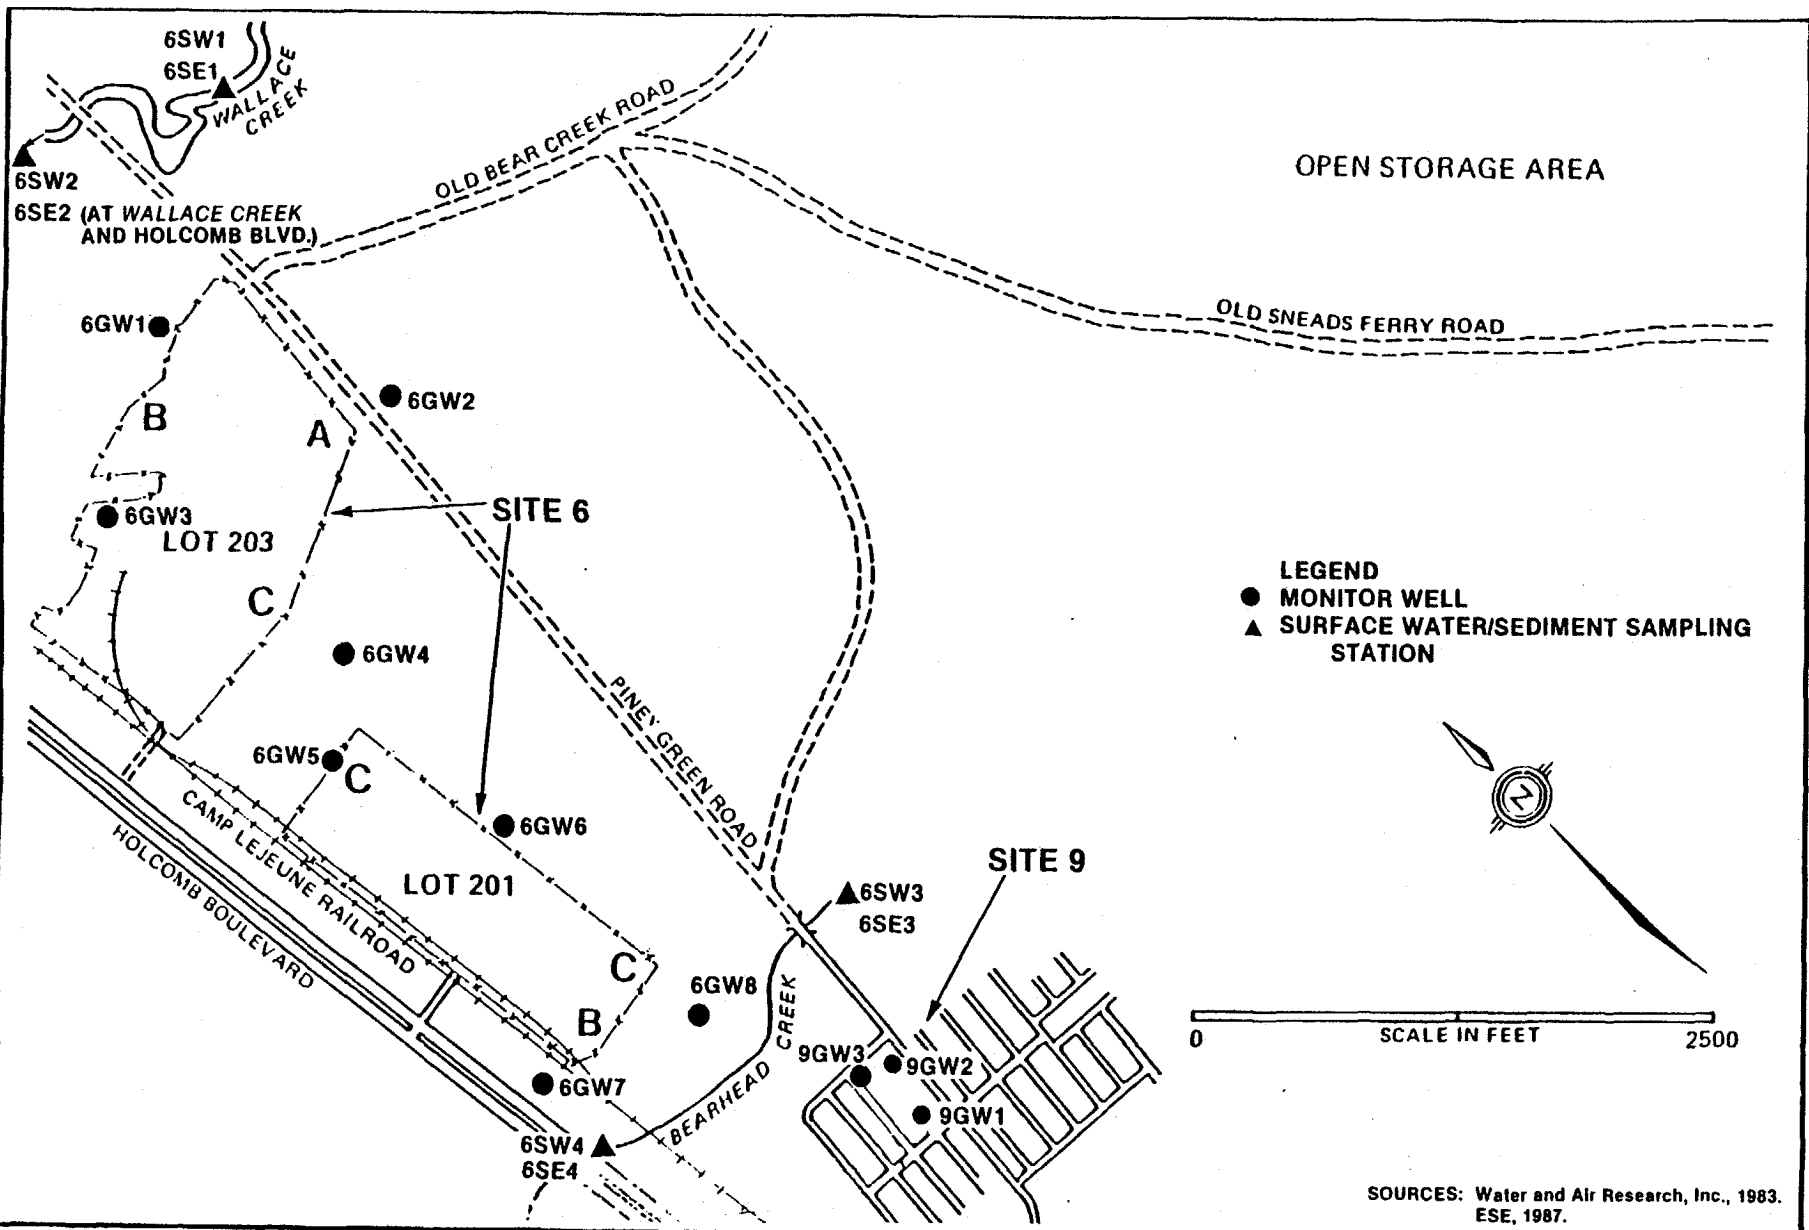 6SW1
6SE1
WALLACE
CREEK
6SW2
6SE2 (AT WALLACE CREEK
AND HOLCOMB BLVD.)
OLD BEAR CREEK ROAD
OPEN STORAGE AREA
OLD SNEADS FERRY ROAD
6GW1
6GW2
B
A
SITE 6
6GW3
LOT 203
C
6GW4
LEGEND
MONITOR WELL
SURFACE WATER/SEDIMENT SAMPLING
STATION
PINEY GREEN ROAD
6GW5
C
6GW6
CAMP LEJEUNE RAILROAD
HOLCOMB BOULEVARD
LOT 201
N
SITE 9
6SW3
6SE3
C
6GW8
B
BEARHEAD CREEK
SCALE IN FEET
0
2500
9GW3
9GW2
6GW7
9GW1
6SW4
6SE4
SOURCES: Water and Air Research, Inc., 1983.
ESE, 1987.